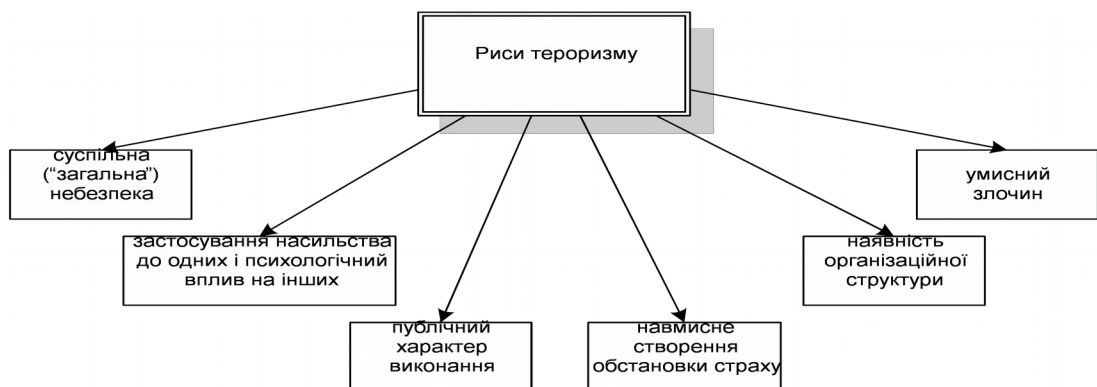 Риси тероризму
суспільна
(“загальна”)
небезпека
умисний
злочин
застосування насильства
до одних і психологічний
вплив на інших
наявність
організаційної
структури
публічний
характер
виконання
навмисне
створення
обстановки страху